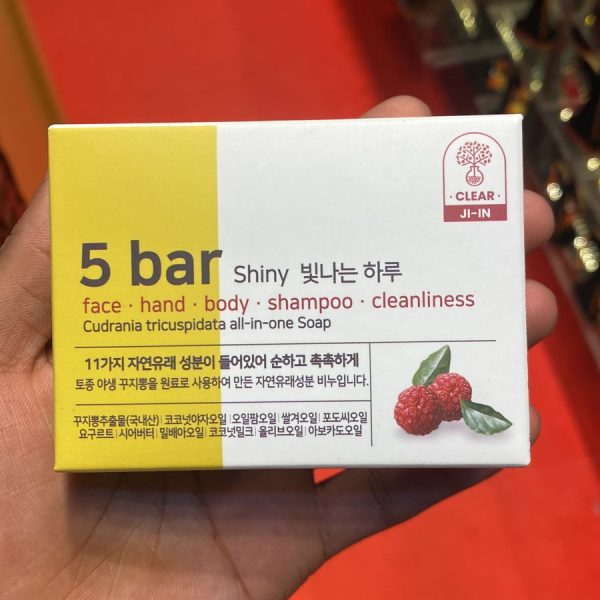 CLEAR
JI-IN
5 bar Shiny 빛나는 하루
face · hand · body · shampoo · cleanliness
Cudrania tricuspidata all-in-one Soap
11가지 자연유래 성분이 들어있어 순하고 촉촉하게
토종 야생 꾸지뽕을 원료로 사용하여 만든 자연유래성분 비누입니다.
꾸지뽕추출물(국내산) | 코코넛야자오일 | 오일팜오일 | 쌀겨오일 | 포도씨오일
요구르트 | 시어버터 | 밀배아오일 | 코코넛밀크 | 올리브오일 | 아보카도오일